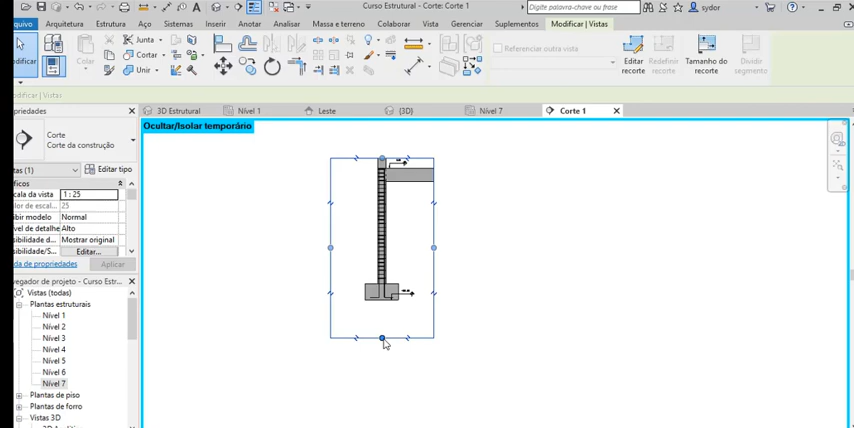 Curso Estrutural - Corte: Corte 1
Digite palavra-chave ou frase
sydor
quivo
Arquitetura
Estrutura
Aço
Sistemas
Inserir
Anotar
Analisar
Massa e terreno
Colaborar
Vista
Gerenciar
Suplementos
Modificar | Vistas
odificar
Colar
Junta
Cortar
Unir
Referenciar outra vista
Editar
recorte
Redefinir
recorte
Tamanho do
recorte
Dividir
segmento
odificar | Vistas
opriedades
3D Estrutural
Nível 1
Leste
{3D}
Nível 7
Corte 1
Ocultar/Isolar temporário
Corte
Corte da construção
stas (1)
Editar tipo
áficos
cala da vista
1 : 25
lor de escal...
25
ibir modelo
Normal
vel de detalhe
Alto
sibilidade d...
Mostrar original
sibilidade/S...
Editar...
da de propriedades
Aplicar
vegador de projeto - Curso Estr...
Vistas (todas)
Plantas estruturais
Nível 1
Nível 2
Nível 3
Nível 4
Nível 5
Nível 6
Nível 7
Plantas de piso
Plantas de forro
Vistas 3D